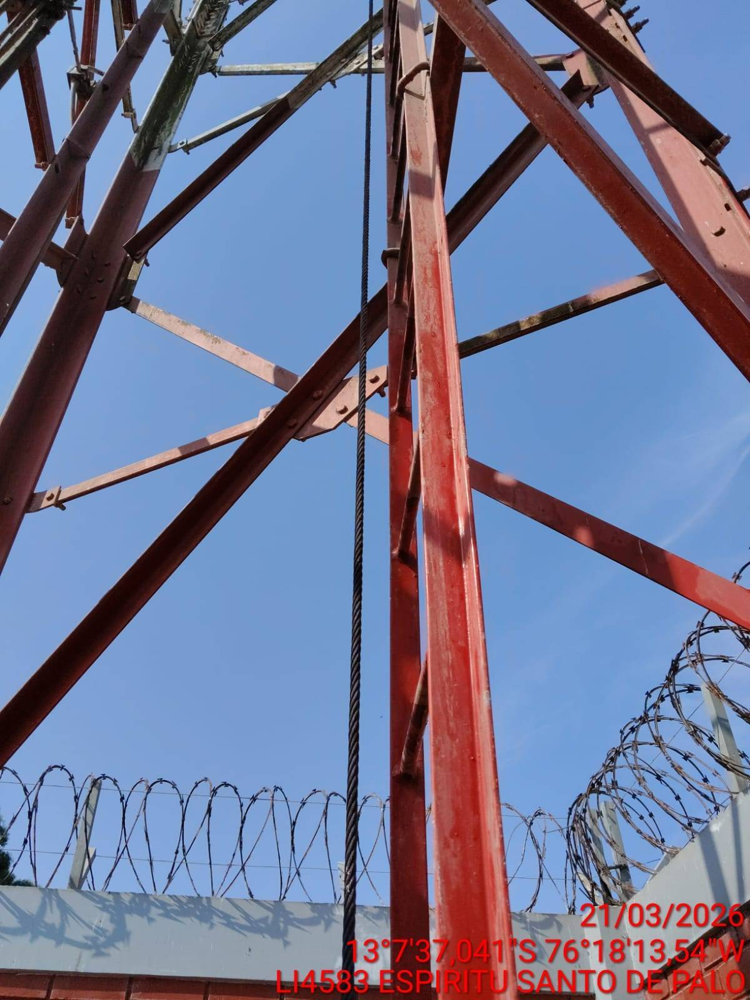 21/03/2026
13°7'37,041"S 76°18'13,54"W
LI4583 ESPIRITU SANTO DE PALO